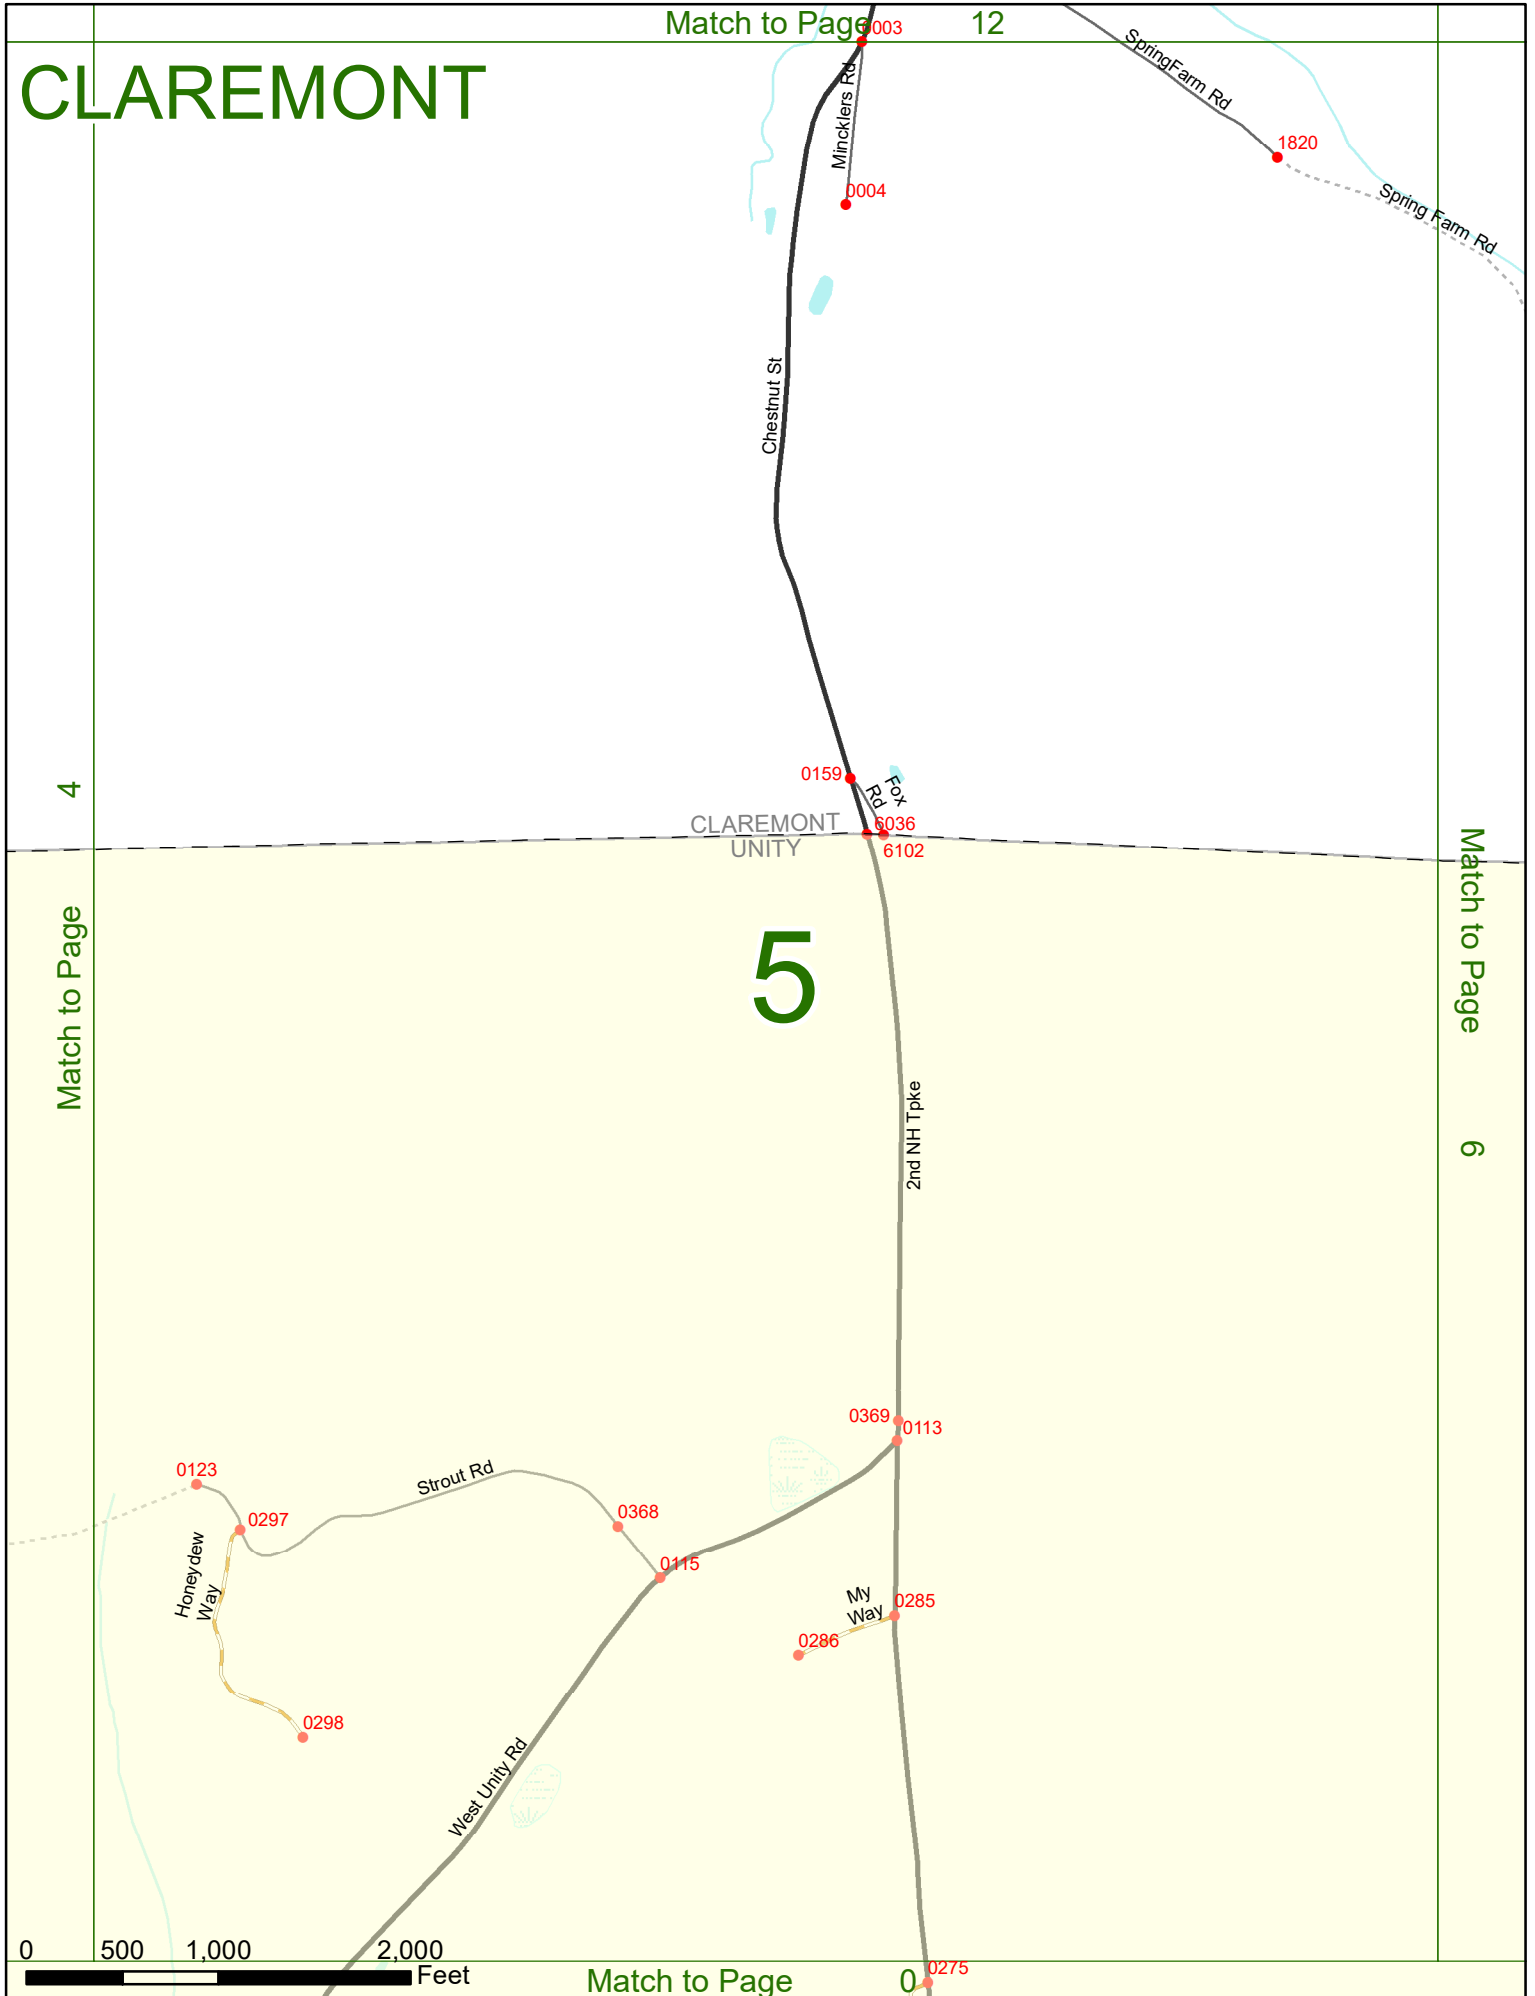 Match to Page 12
0003
CLAREMONT
SpringFarm Rd
Mincklers Rd
1820
0004
Spring Farm Rd
Chestnut St
0159
Fox
Rd
4
Match to Page
CLAREMONT
UNITY
6036
6102
Match to Page
6
5
2nd NH Tpke
0369
0113
0123
Strout Rd
0297
0368
Honeydew
Way
0115
My
Way
0285
0286
0298
West Unity Rd
0 500 1,000 2,000
Feet
Match to Page 0
0275